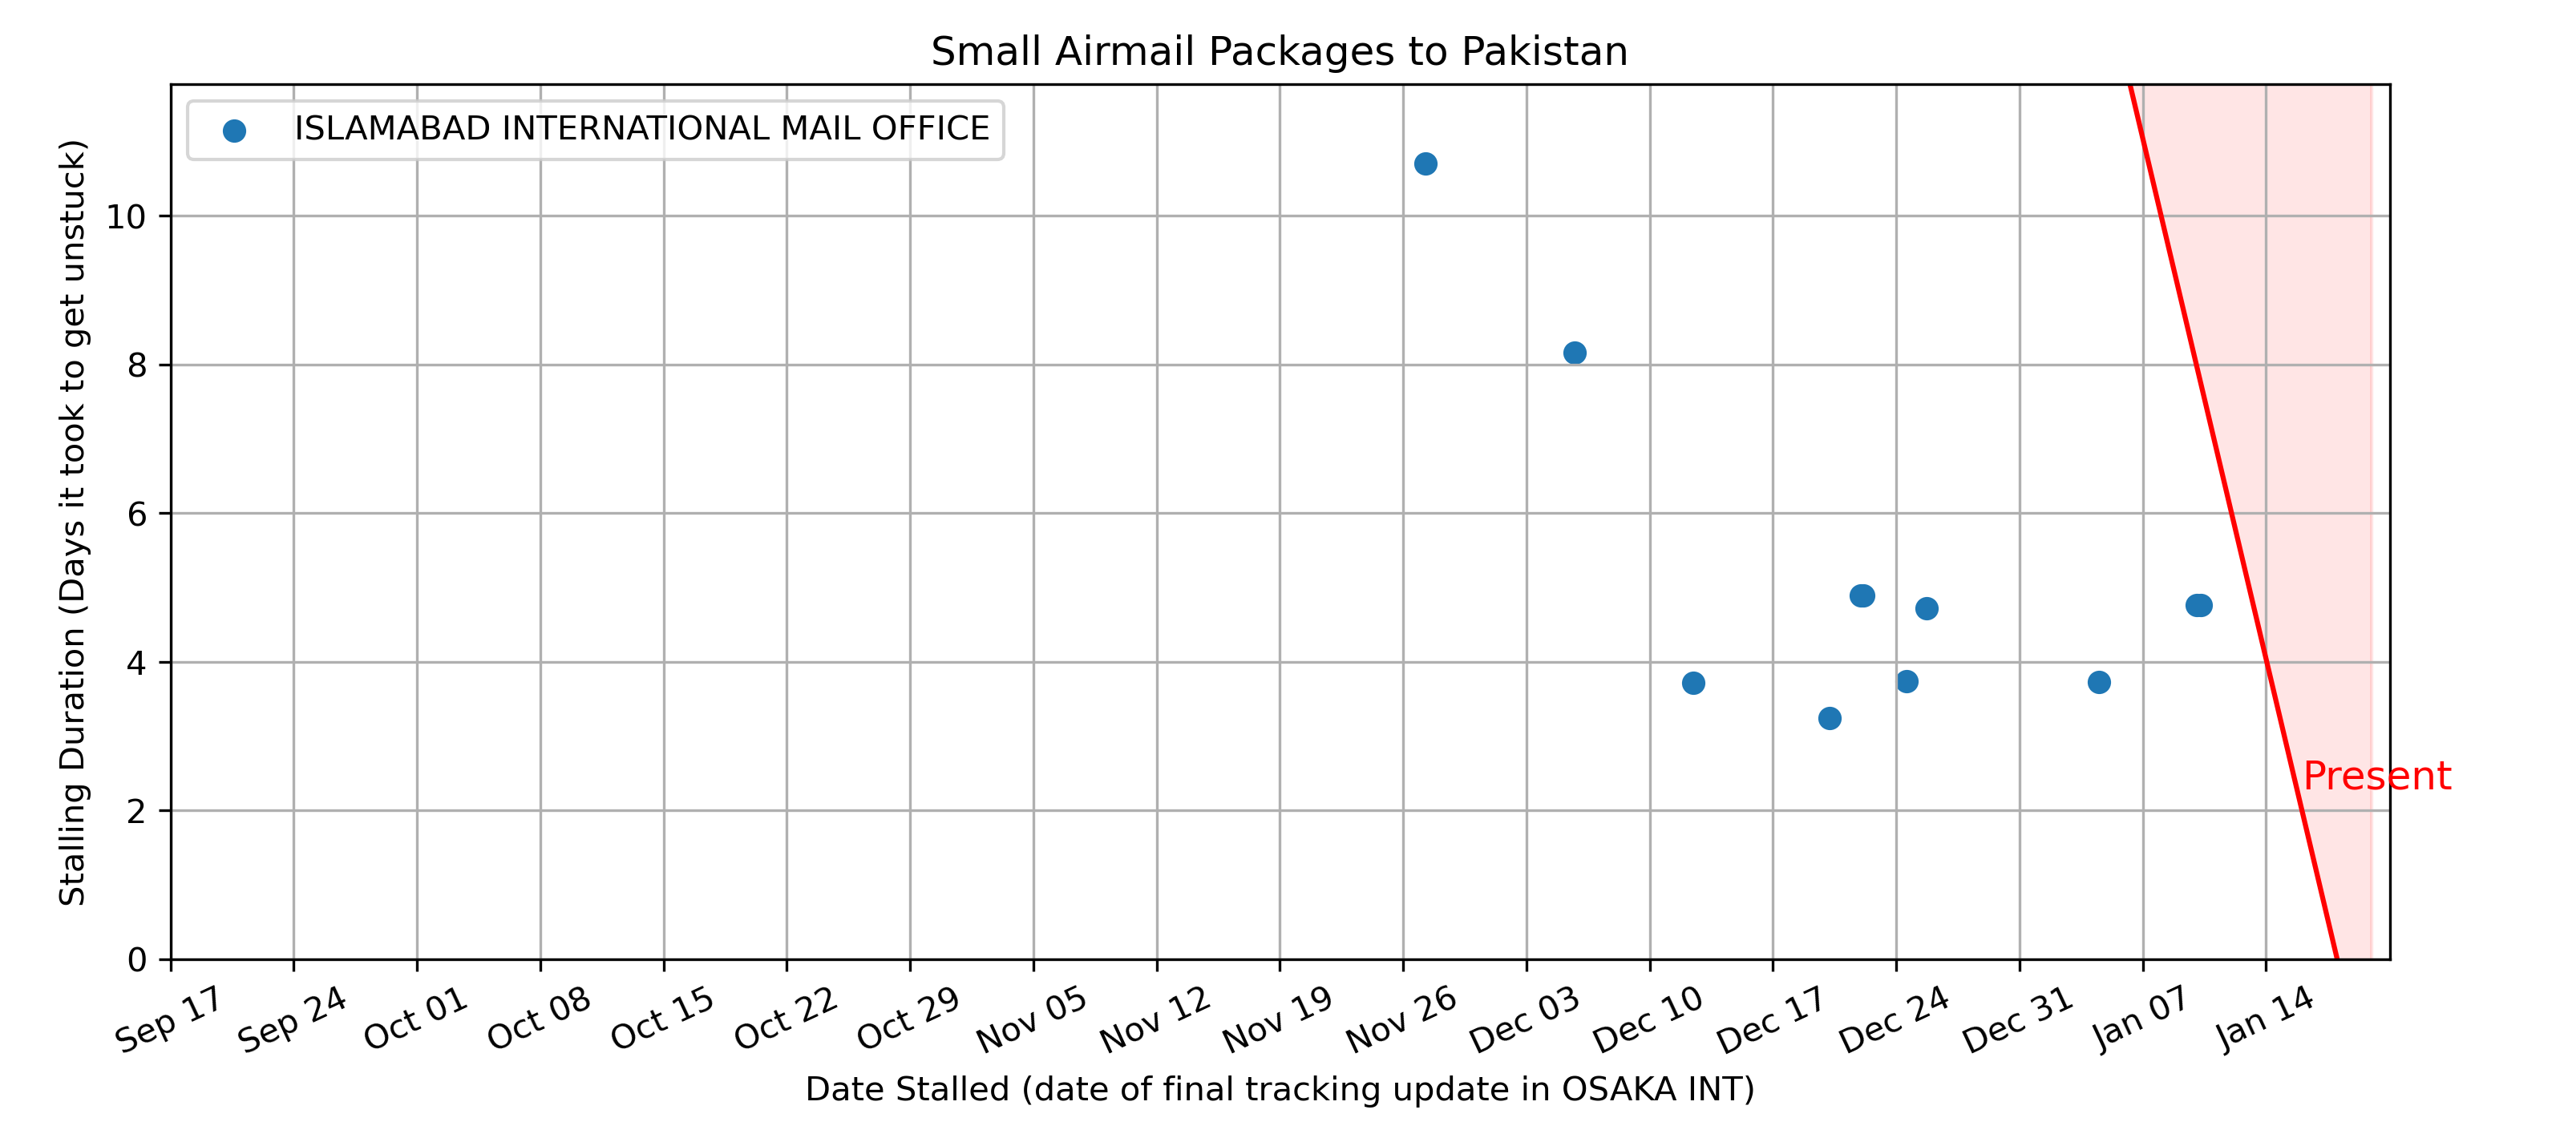 Small Airmail Packages to Pakistan
ISLAMABAD INTERNATIONAL MAIL OFFICE
Stalling Duration (Days it took to get unstuck)
10
8
6
4
2
0
Present
Sep 17
Sep 24
Oct 01
Oct 08
Oct 15
Oct 22
Oct 29
Nov 05
Nov 12
Nov 19
Nov 26
Dec 03
Dec 10
Dec 17
Dec 24
Dec 31
Jan 07
Jan 14
Date Stalled (date of final tracking update in OSAKA INT)